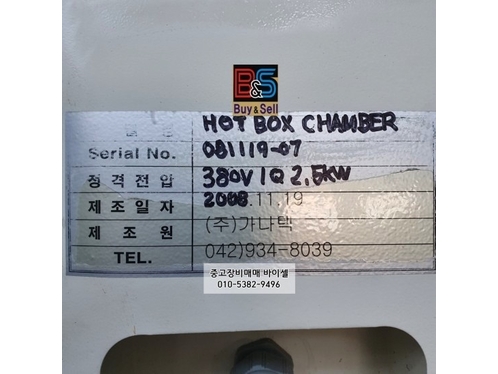 B&S
Buy & Sell
HOT BOX CHAMBER
Serial No. 081119-07
정격전압 380V 1Q 2.5KW
제조일자 2008.11.19
제조원 (주)가나텍
TEL. 042)934-8039
중고장비매매 바이셀
010-5382-9496